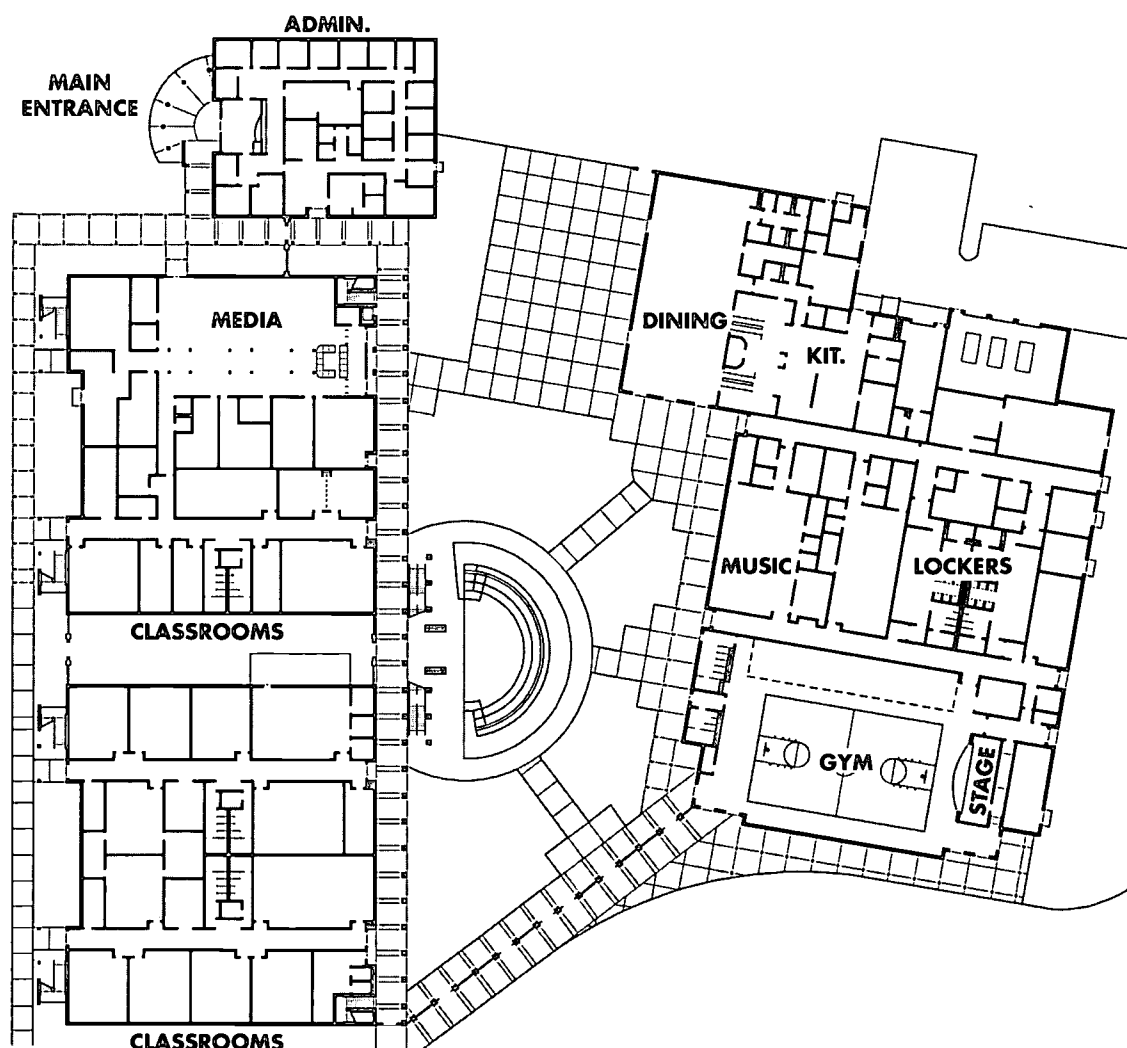 ADMIN.
MAIN
ENTRANCE
MEDIA
DINING
KIT.
MUSIC
LOCKERS
CLASSROOMS
GYM
STAGE
CLASSROOMS